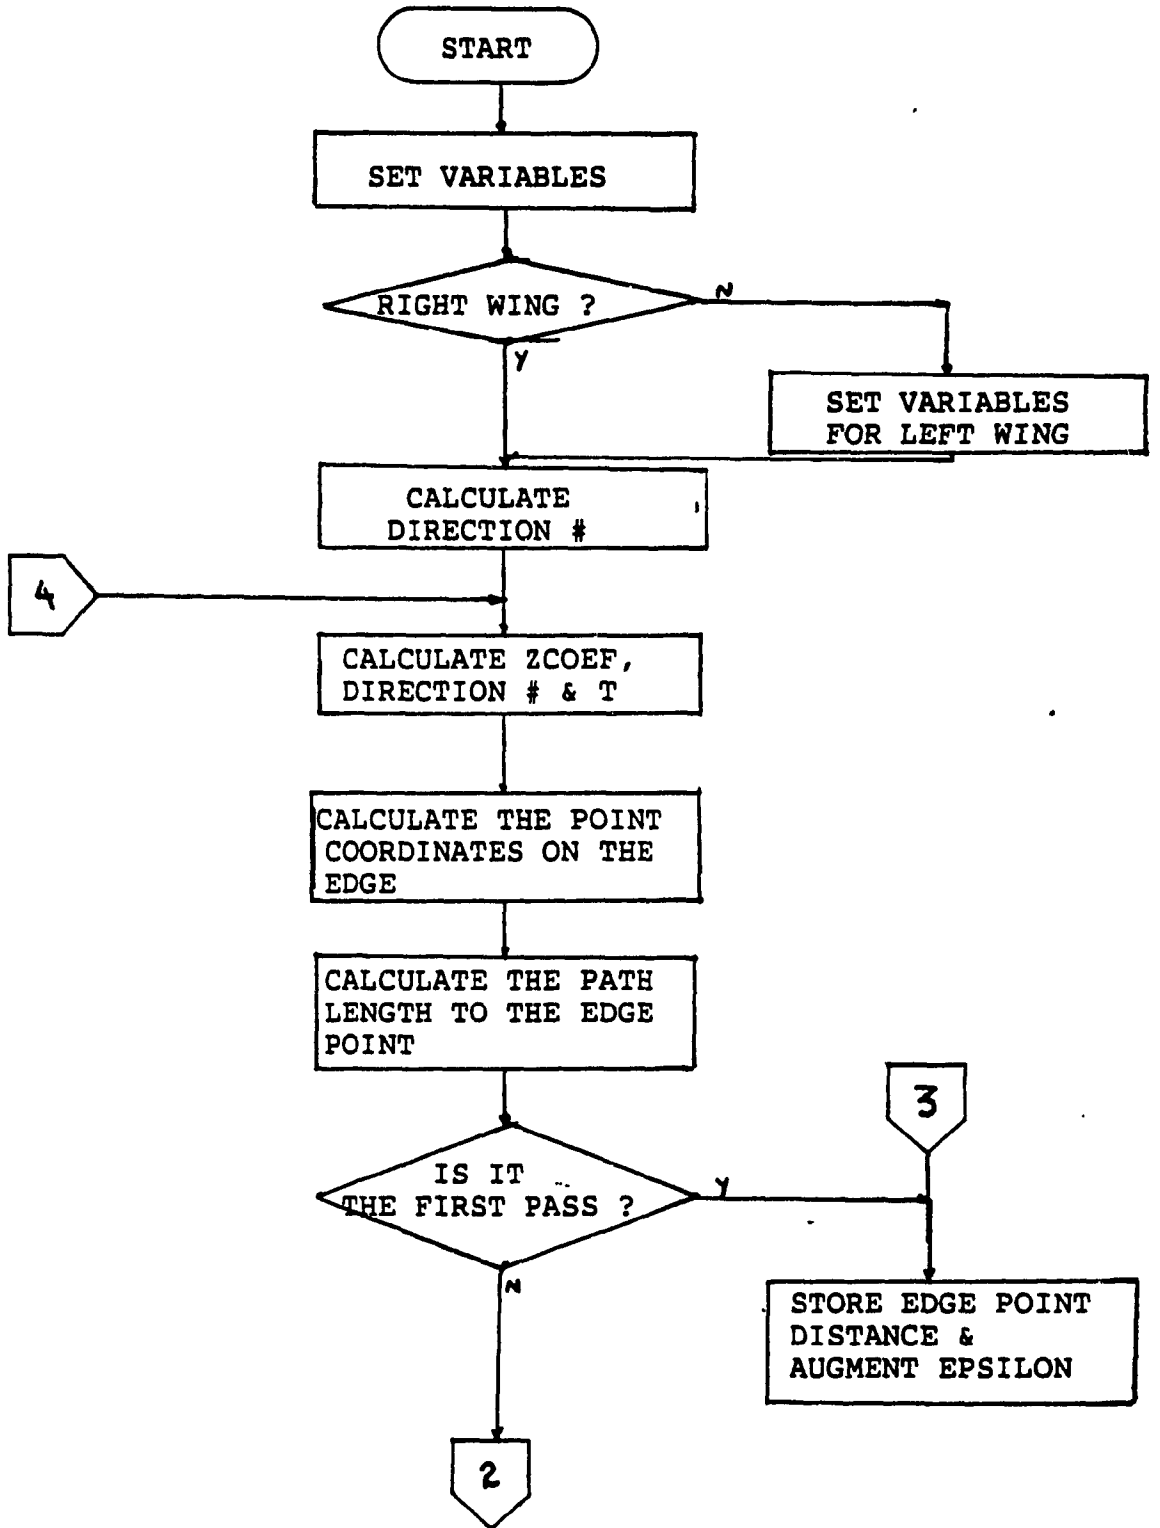 START
SET VARIABLES
RIGHT WING ?
N
Y
SET VARIABLES
FOR LEFT WING
CALCULATE
DIRECTION #
4
CALCULATE ZCOEF,
DIRECTION # & T
CALCULATE THE POINT
COORDINATES ON THE
EDGE
CALCULATE THE PATH
LENGTH TO THE EDGE
POINT
3
IS IT
THE FIRST PASS ?
Y
N
STORE EDGE POINT
DISTANCE &
AUGMENT EPSILON
2